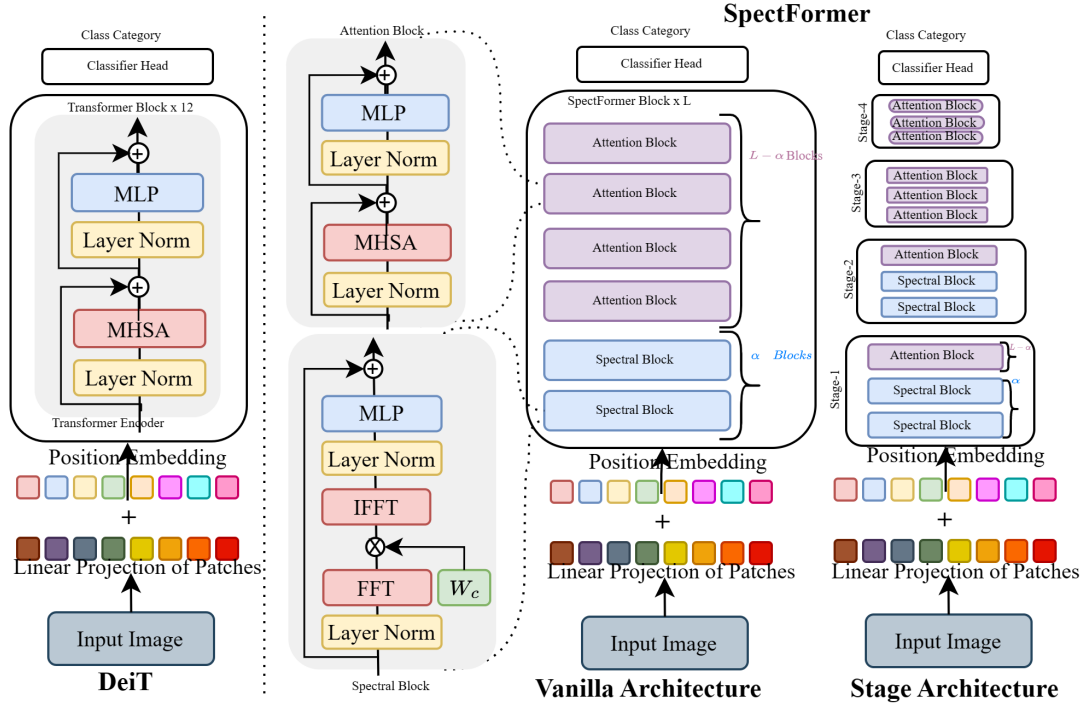 SpectFormer
Class Category
Classifier Head
Transformer Block x 12
MLP
Layer Norm
MHSA
Layer Norm
Transformer Encoder
Position Embedding
+
Linear Projection of Patches
Input Image
DeiT
Attention Block
MLP
Layer Norm
MHSA
Layer Norm
MLP
Layer Norm
IFFT
FFT
W_c
Layer Norm
Spectral Block
Class Category
Classifier Head
SpectFormer Block x L
Attention Block
Attention Block
Attention Block
Attention Block
L − α Blocks
Spectral Block
Spectral Block
α Blocks
Position Embedding
+
Linear Projection of Patches
Input Image
Vanilla Architecture
Class Category
Classifier Head
Stage-4
Attention Block
Attention Block
Attention Block
Stage-3
Attention Block
Attention Block
Attention Block
Stage-2
Attention Block
Spectral Block
Spectral Block
Stage-1
Attention Block
L − α
Spectral Block
α
Spectral Block
Position Embedding
+
Linear Projection of Patches
Input Image
Stage Architecture